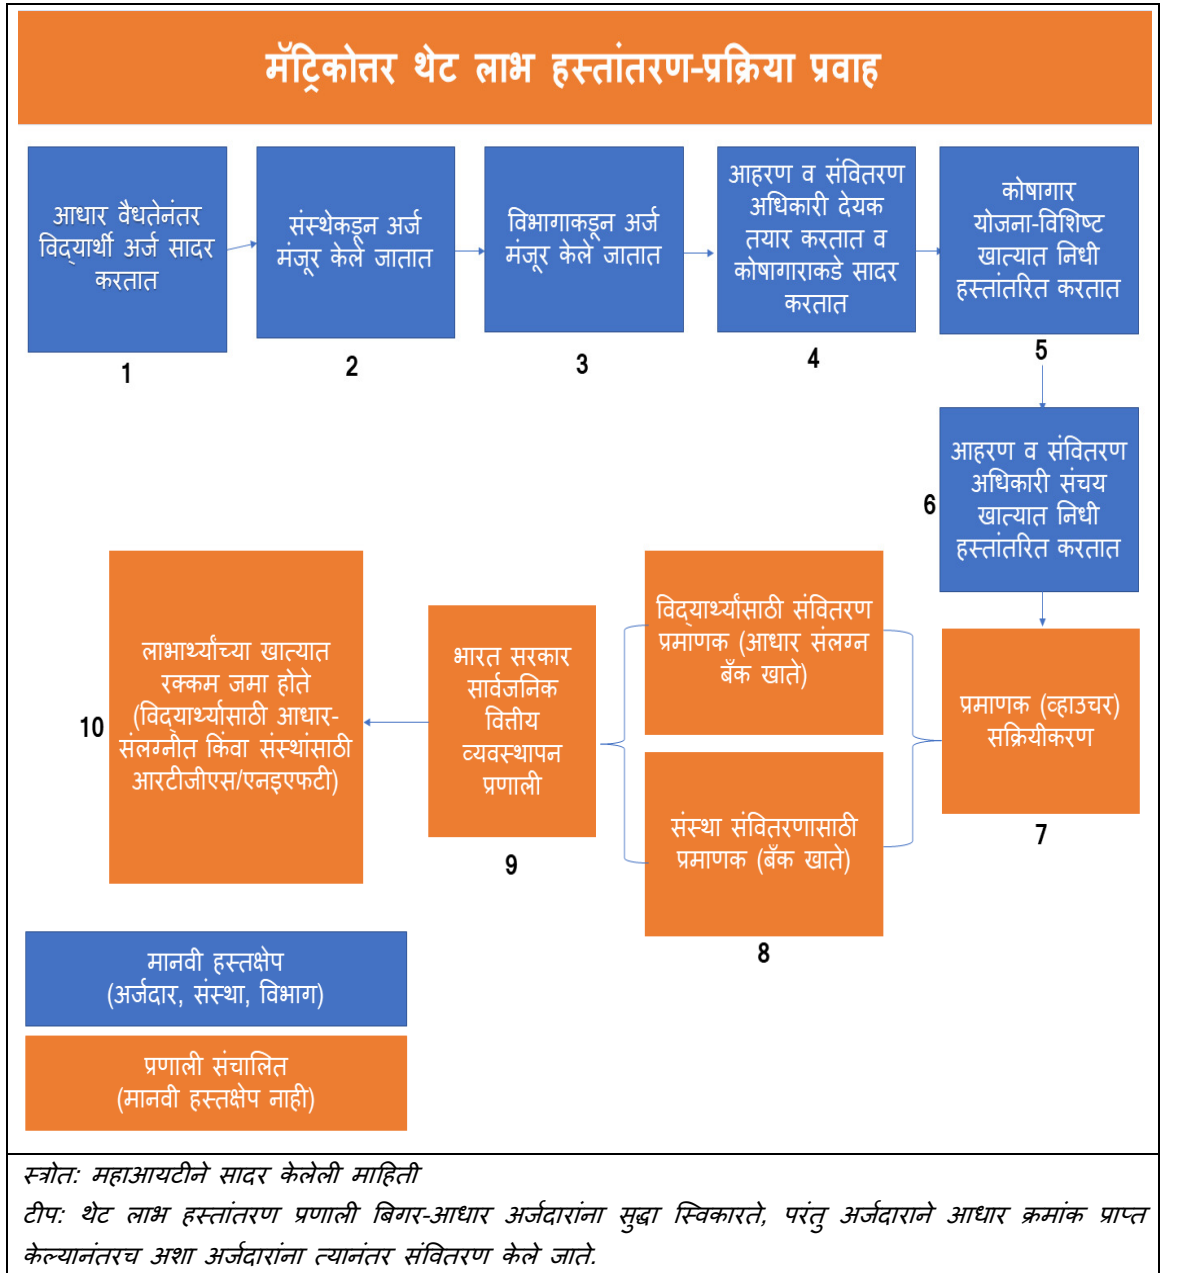 मॅट्रिकोत्तर थेट लाभ हस्तांतरण-प्रक्रिया प्रवाह
आधार वैधतेनंतर
विद्यार्थी अर्ज सादर
करतात
1
संस्थेकडून अर्ज
मंजूर केले जातात
2
विभागाकडून अर्ज
मंजूर केले जातात
3
आहरण व संवितरण
अधिकारी देयक
तयार करतात व
कोषागाराकडे सादर
करतात
4
कोषागार
योजना-विशिष्ट
खात्यात निधी
हस्तांतरित करतात
5
आहरण व संवितरण
अधिकारी संचय
खात्यात निधी
हस्तांतरित करतात
6
प्रमाणक (व्हाउचर)
सक्रियीकरण
7
विद्यार्थ्यांसाठी संवितरण
प्रमाणक (आधार संलग्न
बँक खाते)
संस्था संवितरणासाठी
प्रमाणक (बँक खाते)
8
भारत सरकार
सार्वजनिक
वित्तीय
व्यवस्थापन
प्रणाली
9
लाभार्थ्यांच्या खात्यात
रक्कम जमा होते
(विद्यार्थ्यासाठी आधार-
संलग्नीत किंवा संस्थांसाठी
आरटीजीएस/एनइएफटी)
10
मानवी हस्तक्षेप
(अर्जदार, संस्था, विभाग)
प्रणाली संचालित
(मानवी हस्तक्षेप नाही)
स्त्रोत: महाआयटीने सादर केलेली माहिती
टीप: थेट लाभ हस्तांतरण प्रणाली बिगर-आधार अर्जदारांना सुद्धा स्विकारते, परंतु अर्जदाराने आधार क्रमांक प्राप्त
केल्यानंतरच अशा अर्जदारांना त्यानंतर संवितरण केले जाते.